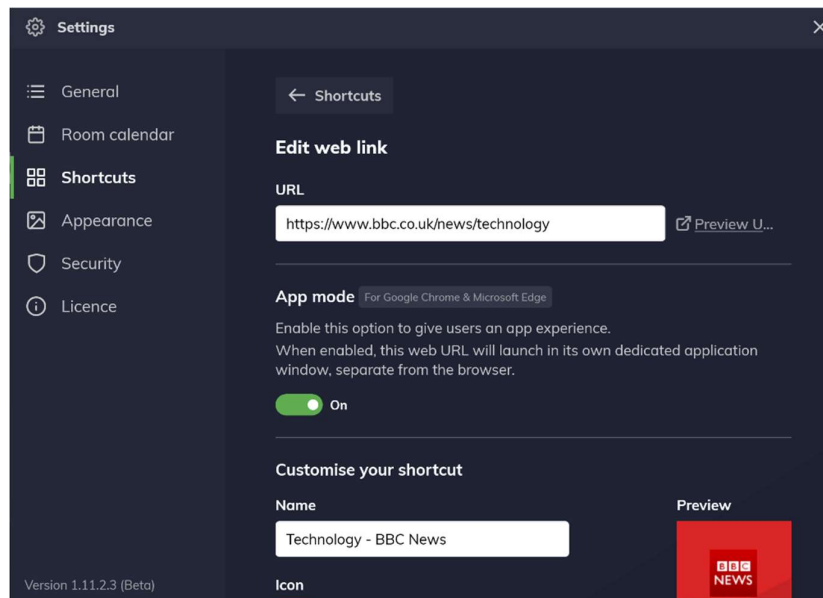 Settings
General
Room calendar
Shortcuts
Appearance
Security
Licence
Version 1.11.2.3 (Beta)
Shortcuts
Edit web link
URL
https://www.bbc.co.uk/news/technology
Preview U...
App mode For Google Chrome & Microsoft Edge
Enable this option to give users an app experience.
When enabled, this web URL will launch in its own dedicated application
window, separate from the browser.
On
Customise your shortcut
Name
Technology - BBC News
Icon
Preview
BBC
NEWS